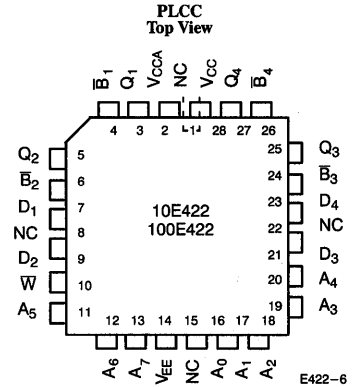 PLCC
Top View
B̅1 Q1 VCCA NC VCC Q4 B̅4
4 3 2 1 28 27 26
Q2 5 25 Q3
B̅2 6 24 B̅3
D1 7 23 D4
NC 8 22 NC
D2 9 21 D3
W̅ 10 20 A4
A5 11 19 A3
10E422
100E422
12 13 14 15 16 17 18
A6 A7 VEE NC A0 A1 A2
E422-6